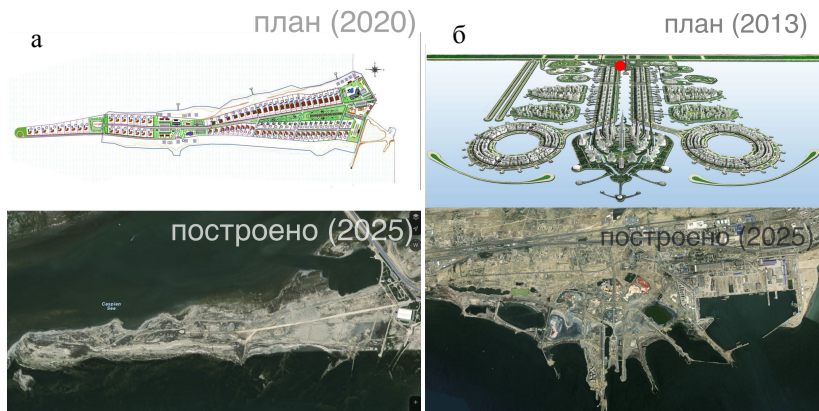 а
план (2020)
б
план (2013)
построено (2025)
Caspian
Sea
построено (2025)